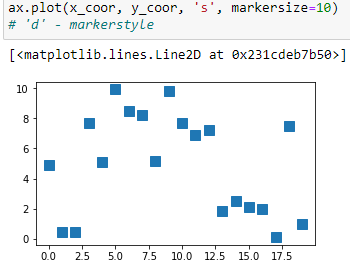 ax.plot(x_coor, y_coor, 's', markersize=10)
# 'd' - markerstyle
[<matplotlib.lines.Line2D at 0x231cdeb7b50>]
10
8
6
4
2
0
0.0 2.5 5.0 7.5 10.0 12.5 15.0 17.5